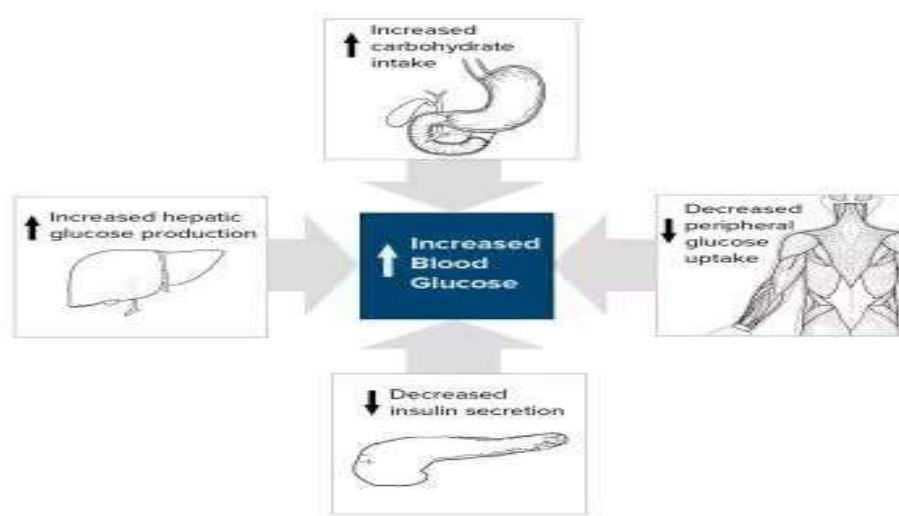 Increased
carbohydrate
intake
Increased hepatic
glucose production
Increased
Blood
Glucose
Decreased
peripheral
glucose
uptake
Decreased
insulin secretion